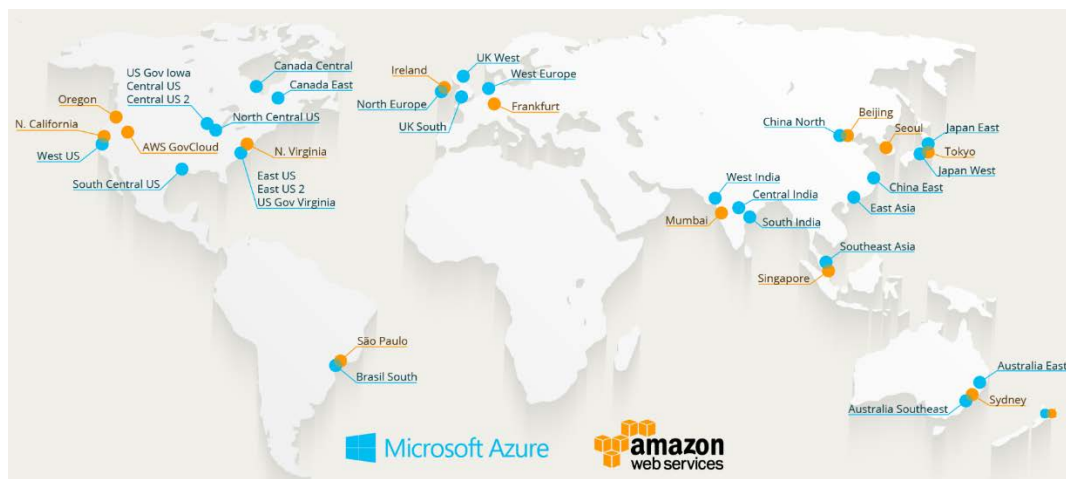 US Gov Iowa
Central US
Central US 2
Canada Central
Canada East
Oregon
North Central US
N. California
AWS GovCloud
N. Virginia
West US
South Central US
East US
East US 2
US Gov Virginia
UK West
Ireland
West Europe
North Europe
Frankfurt
UK South
China North
Beijing
Seoul
Japan East
Tokyo
Japan West
West India
Central India
China East
Mumbai
South India
East Asia
Southeast Asia
Singapore
São Paulo
Brasil South
Australia East
Australia Southeast
Sydney
Microsoft Azure
amazon
web services